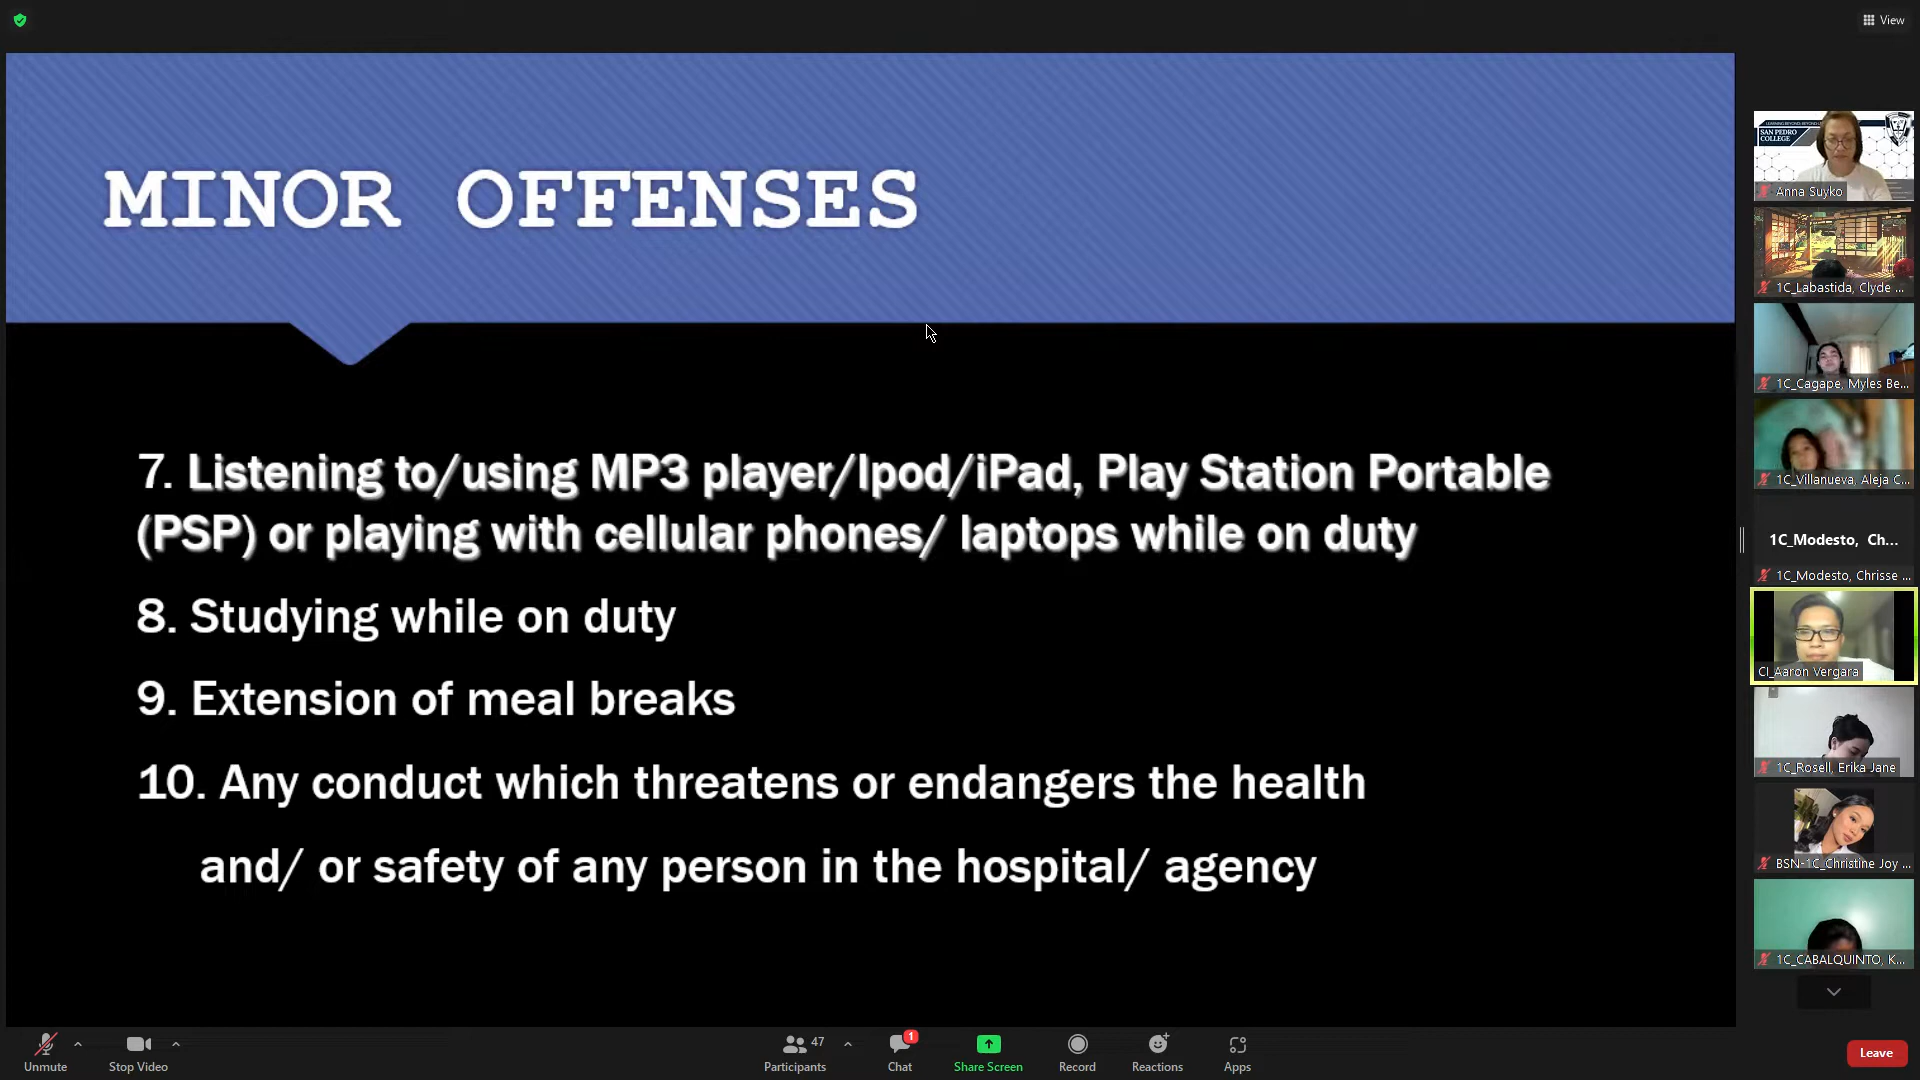 View
MINOR OFFENSES
7. Listening to/using MP3 player/Ipod/iPad, Play Station Portable
(PSP) or playing with cellular phones/ laptops while on duty
8. Studying while on duty
9. Extension of meal breaks
10. Any conduct which threatens or endangers the health
and/ or safety of any person in the hospital/ agency
SAN PEDRO
COLLEGE
Anna Suyko
1C_Labastida, Clyde ...
1C_Cagape, Myles Be...
1C_Villanueva, Aleja C...
1C_Modesto, Ch...
1C_Modesto, Chrisse ...
CI_Aaron Vergara
1C_Rosell, Erika Jane
BSN-1C_Christine Joy ...
1C_CABALQUINTO, K...
Unmute
Stop Video
47
Participants
1
Chat
Share Screen
Record
Reactions
Apps
Leave